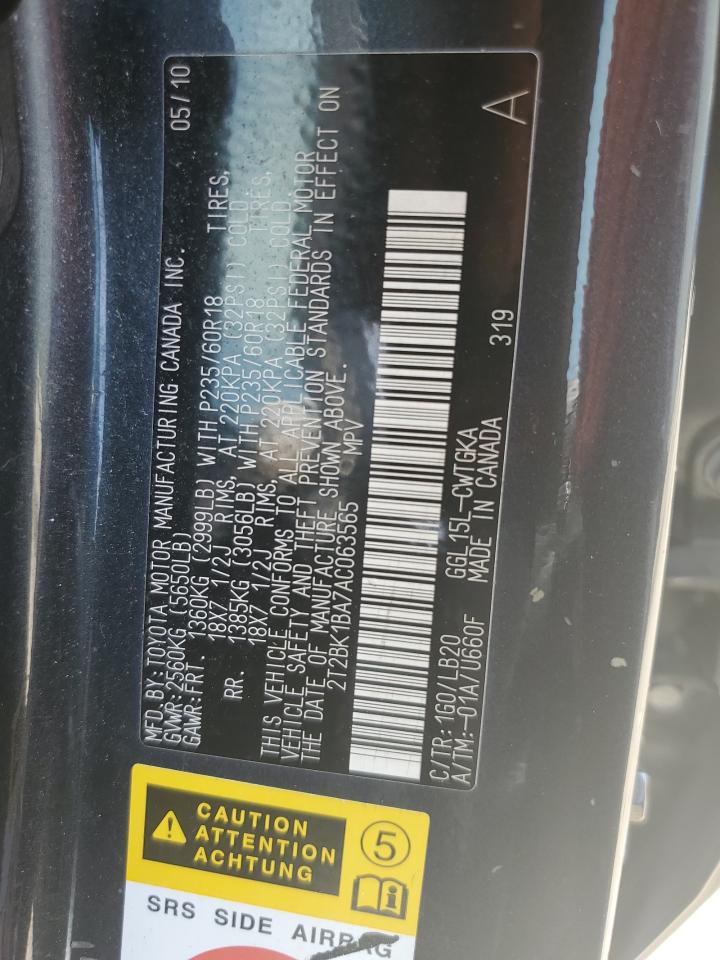 MFD.BY:TOYOTA MOTOR MANUFACTURING CANADA INC. 05/10
GVWR:2560KG (5650LB)
GAWR:FRT. 1360KG (2999LB) WITH P235/60R18 TIRES,
18X7 1/2J RIMS, AT 220KPA (32PSI) COLD.
RR. 1385KG (3056LB) WITH P235/60R18 TIRES,
18X7 1/2J RIMS, AT 220KPA (32PSI) COLD.
THIS VEHICLE CONFORMS TO ALL APPLICABLE FEDERAL MOTOR
VEHICLE SAFETY AND THEFT PREVENTION STANDARDS IN EFFECT ON
THE DATE OF MANUFACTURE SHOWN ABOVE.
2T2BK1BA7AC063565 MPV
C/TR:1G0/LB20 GGL15L-CWTGKA
A/TM:-01A/U660F MADE IN CANADA 319 A
CAUTION
ATTENTION
ACHTUNG
5
SRS SIDE AIRBAG